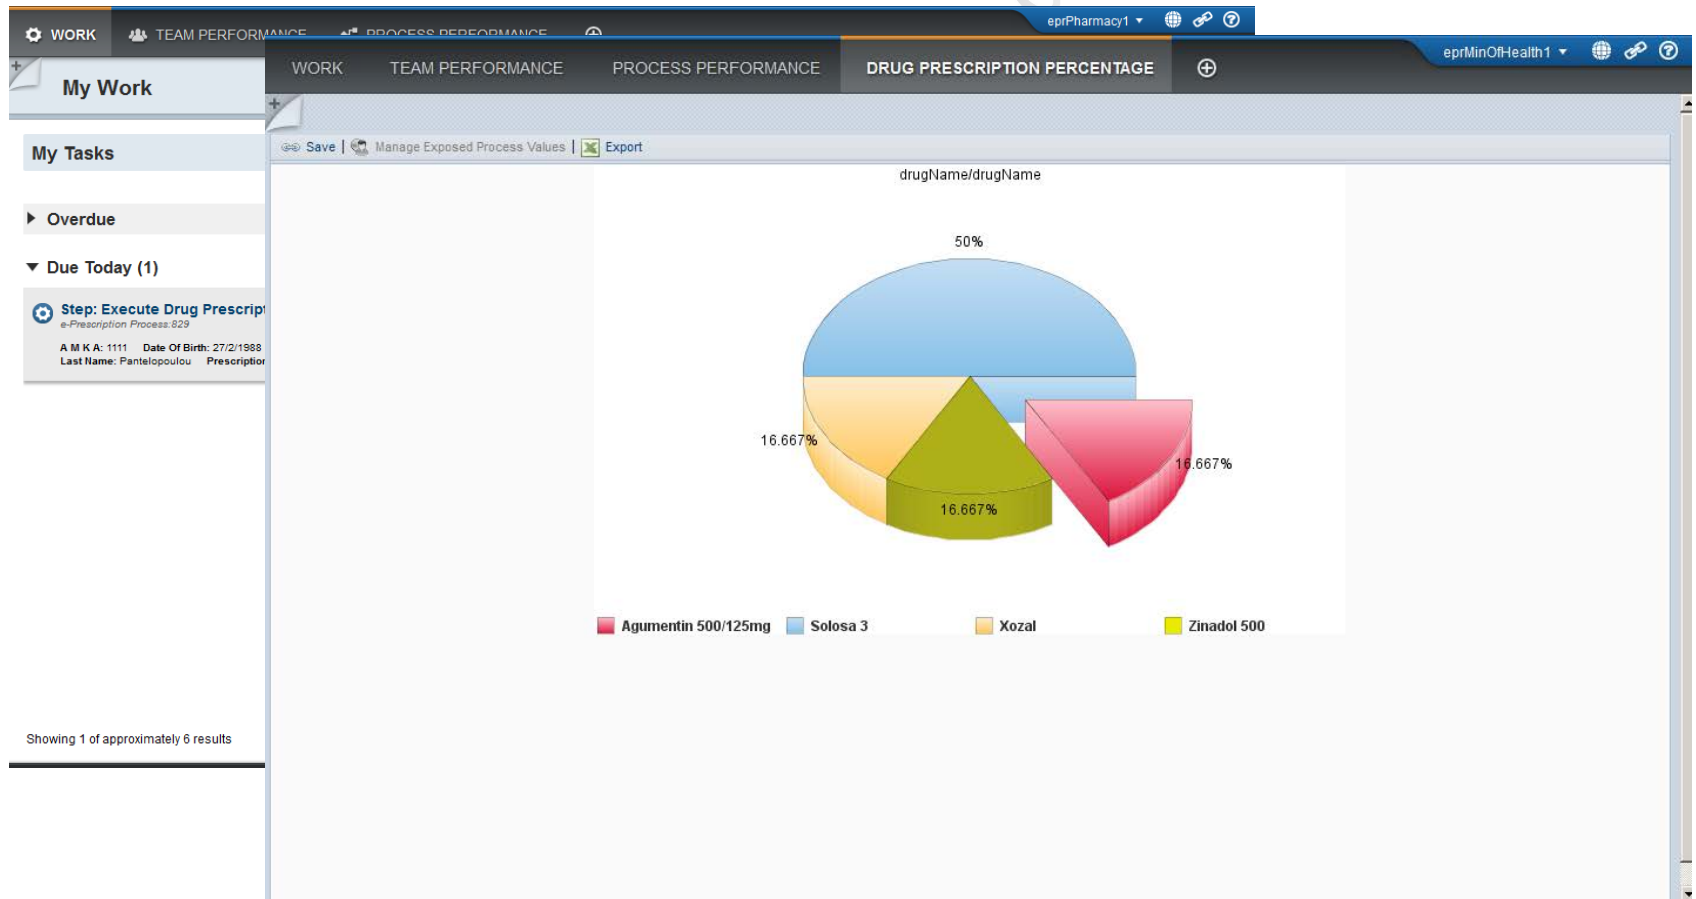 eprPharmacy1
WORK TEAM PERFORMANCE PROCESS PERFORMANCE
My Work
My Tasks
Overdue
Due Today (1)
Step: Execute Drug Prescript
e-Prescription Process:829
A M K A: 1111 Date Of Birth: 27/2/1988
Last Name: Pantelopoulou Prescription
Showing 1 of approximately 6 results
eprMinOfHealth1
WORK TEAM PERFORMANCE PROCESS PERFORMANCE DRUG PRESCRIPTION PERCENTAGE
Save | Manage Exposed Process Values | Export
drugName/drugName
50%
16.667%
16.667%
16.667%
Agumentin 500/125mg Solosa 3 Xozal Zinadol 500